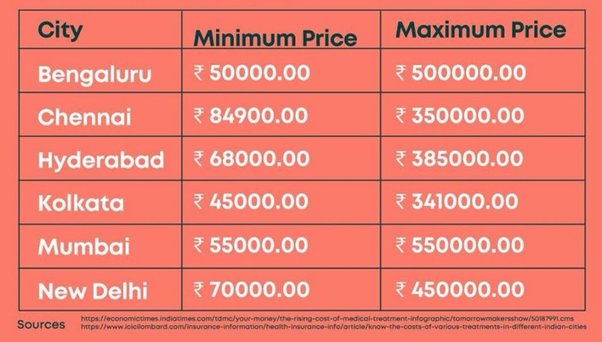 City Minimum Price Maximum Price
Bengaluru ₹ 50000.00 ₹ 500000.00
Chennai ₹ 84900.00 ₹ 350000.00
Hyderabad ₹ 68000.00 ₹ 385000.00
Kolkata ₹ 45000.00 ₹ 341000.00
Mumbai ₹ 55000.00 ₹ 550000.00
New Delhi ₹ 70000.00 ₹ 450000.00
Sources
https://economictimes.indiatimes.com/tdmc/your-money/the-rising-cost-of-medical-treatment-infographic/tomorrowmakersshow/50187991.cms
https://www.icicilombard.com/insurance-information/health-insurance-info/article/know-the-costs-of-various-treatments-in-different-indian-cities